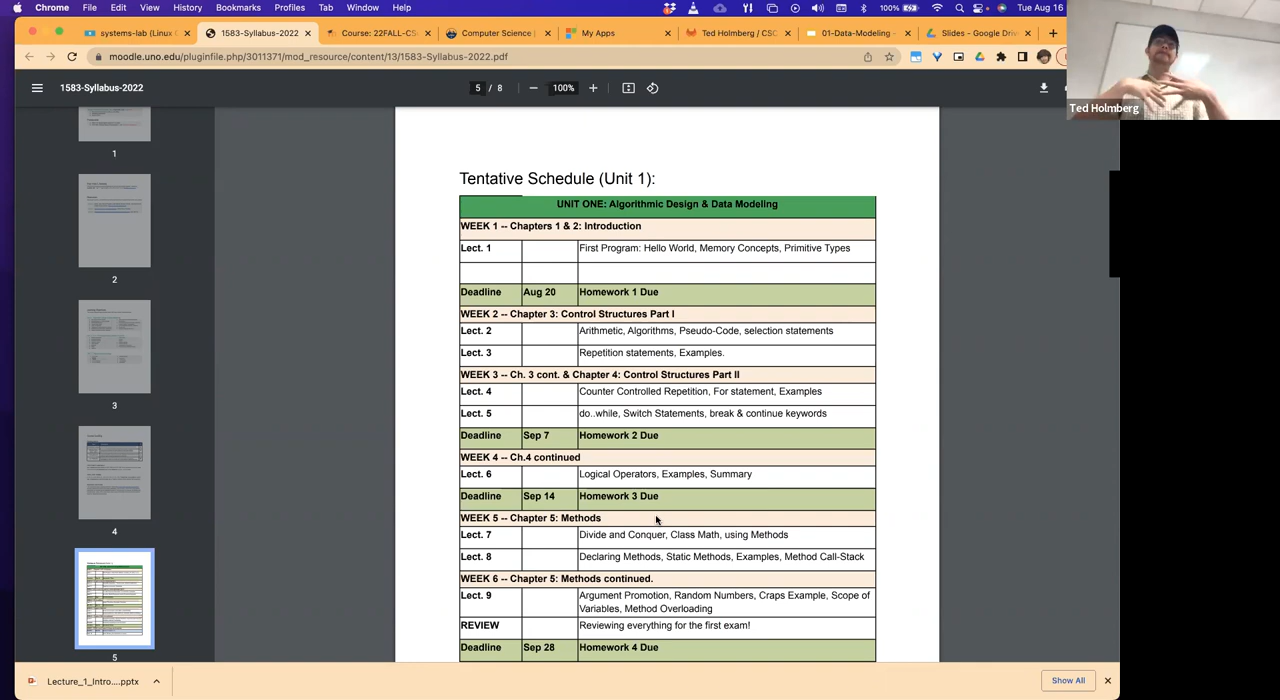 Chrome File Edit View History Bookmarks Profiles Tab Window Help 100% Tue Aug 16
systems-lab (Linux 1583-Syllabus-2022 Course: 22FALL-CS Computer Science | My Apps Ted Holmberg / CSC 01-Data-Modeling - Slides - Google Driv
moodle.uno.edu/pluginfile.php/3011371/mod_resource/content/13/1583-Syllabus-2022.pdf
1583-Syllabus-2022 5 / 8 100%
Ted Holmberg
1
2
3
4
5
Tentative Schedule (Unit 1):
UNIT ONE: Algorithmic Design & Data Modeling
WEEK 1 -- Chapters 1 & 2: Introduction
Lect. 1 First Program: Hello World, Memory Concepts, Primitive Types
Deadline Aug 20 Homework 1 Due
WEEK 2 -- Chapter 3: Control Structures Part I
Lect. 2 Arithmetic, Algorithms, Pseudo-Code, selection statements
Lect. 3 Repetition statements, Examples.
WEEK 3 -- Ch. 3 cont. & Chapter 4: Control Structures Part II
Lect. 4 Counter Controlled Repetition, For statement, Examples
Lect. 5 do..while, Switch Statements, break & continue keywords
Deadline Sep 7 Homework 2 Due
WEEK 4 -- Ch.4 continued
Lect. 6 Logical Operators, Examples, Summary
Deadline Sep 14 Homework 3 Due
WEEK 5 -- Chapter 5: Methods
Lect. 7 Divide and Conquer, Class Math, using Methods
Lect. 8 Declaring Methods, Static Methods, Examples, Method Call-Stack
WEEK 6 -- Chapter 5: Methods continued.
Lect. 9 Argument Promotion, Random Numbers, Craps Example, Scope of
Variables, Method Overloading
REVIEW Reviewing everything for the first exam!
Deadline Sep 28 Homework 4 Due
Lecture_1_Intro....pptx Show All